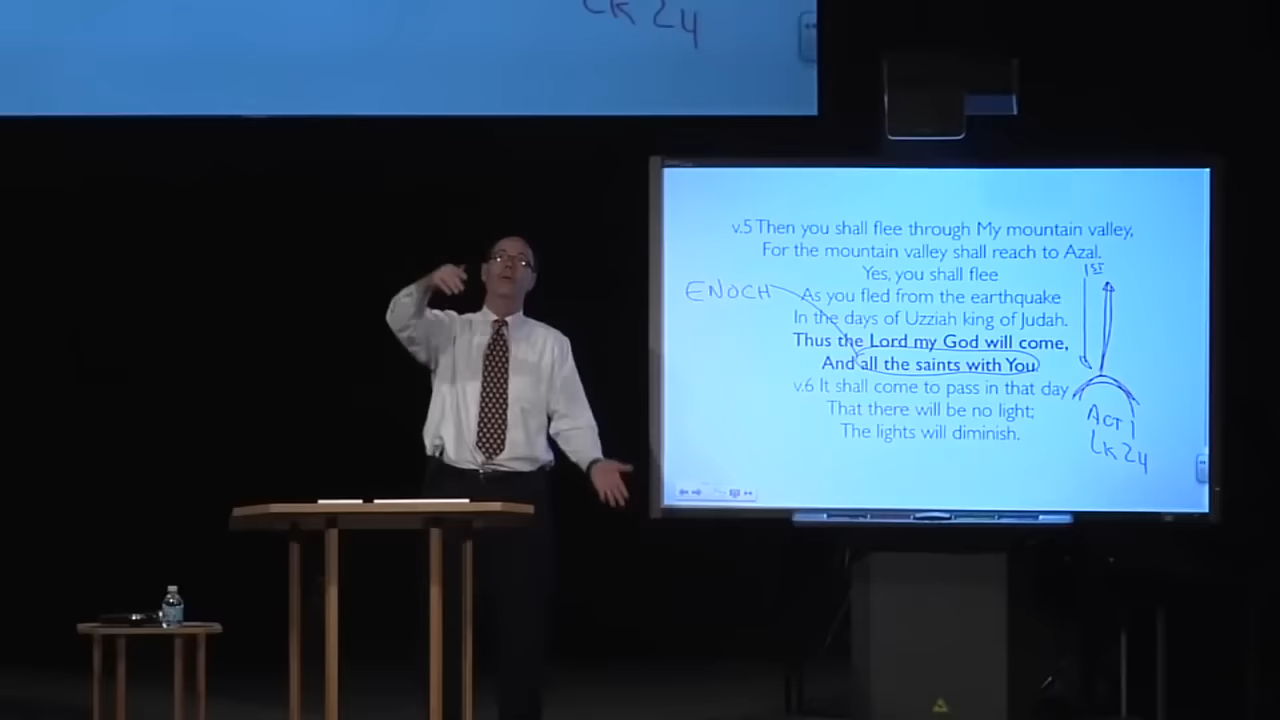 Lk 24
v.5 Then you shall flee through My mountain valley,
For the mountain valley shall reach to Azal.
Yes, you shall flee
1ST
ENOCH
As you fled from the earthquake
In the days of Uzziah king of Judah.
Thus the Lord my God will come,
And all the saints with You
v.6 It shall come to pass in that day
That there will be no light;
The lights will diminish.
ACT 1
Lk 24